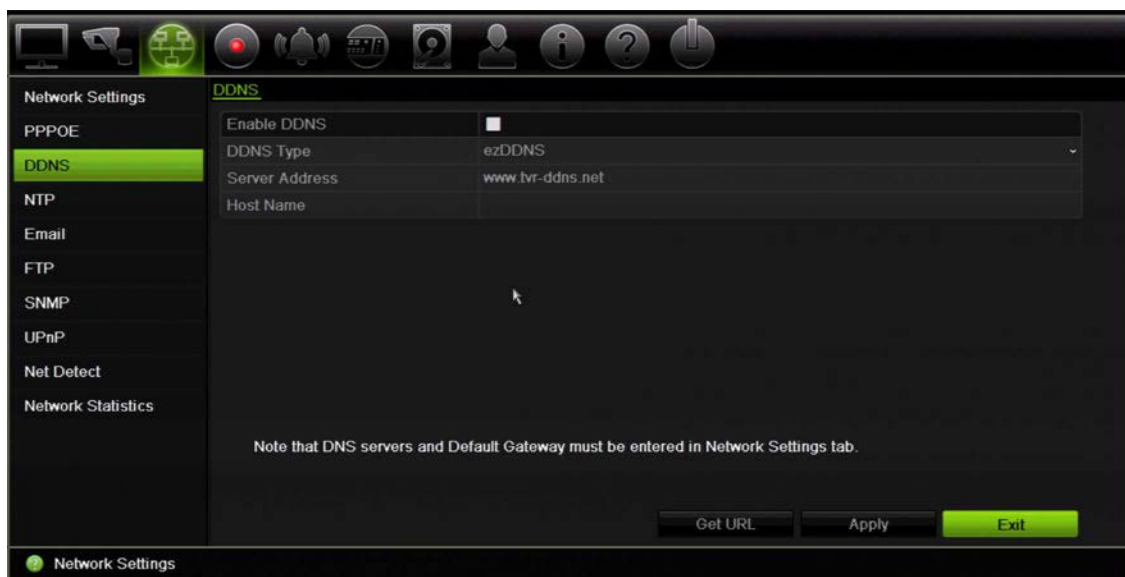 Network Settings
PPPOE
DDNS
NTP
Email
FTP
SNMP
UPnP
Net Detect
Network Statistics
DDNS
Enable DDNS
DDNS Type ezDDNS
Server Address www.tvr-ddns.net
Host Name
Note that DNS servers and Default Gateway must be entered in Network Settings tab.
Get URL Apply Exit
? Network Settings